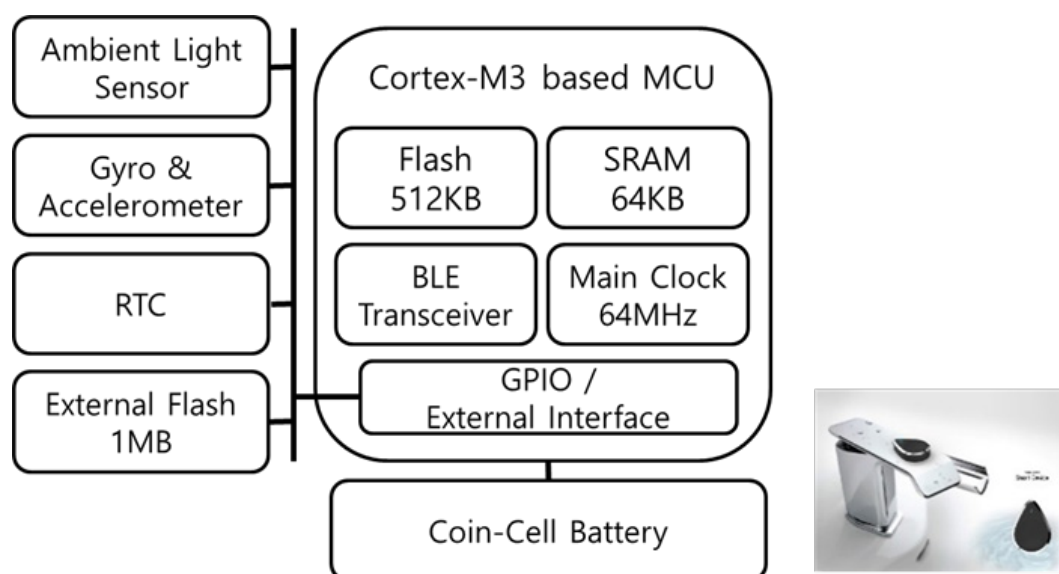 Ambient Light
Sensor
Gyro &
Accelerometer
RTC
External Flash
1MB
Cortex-M3 based MCU
Flash
512KB
SRAM
64KB
BLE
Transceiver
Main Clock
64MHz
GPIO /
External Interface
Coin-Cell Battery